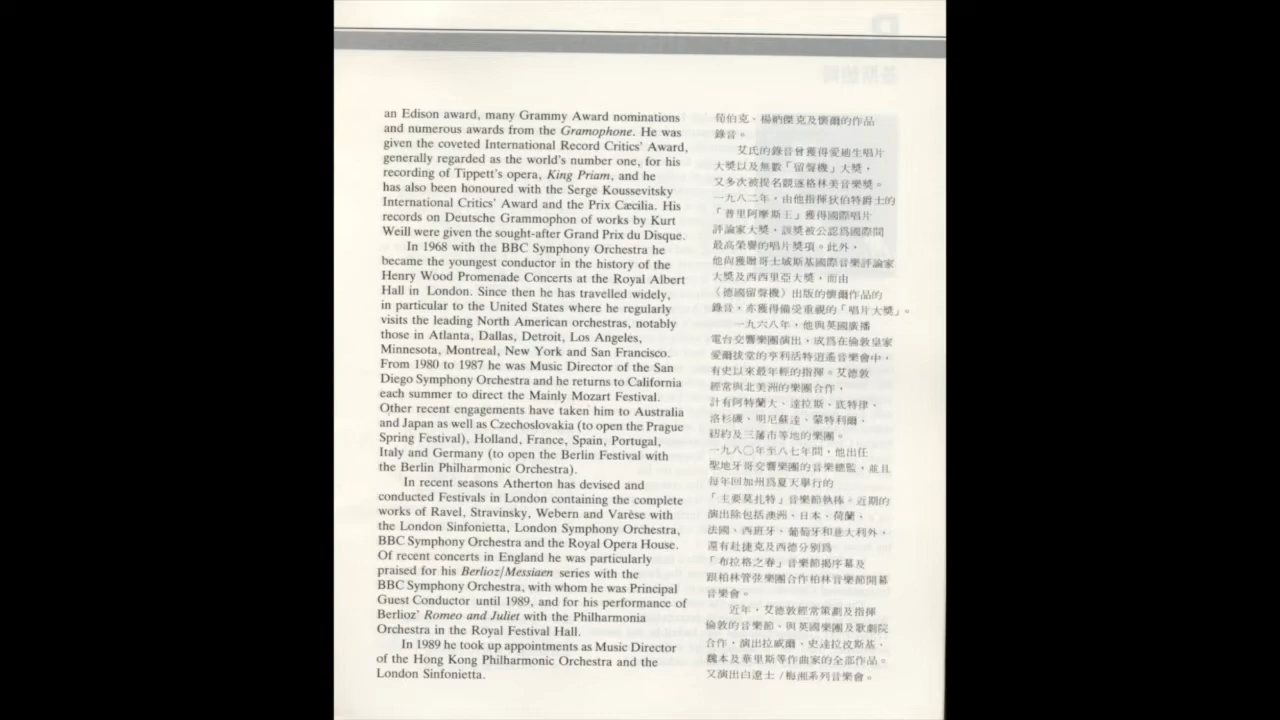 an Edison award, many Grammy Award nominations
and numerous awards from the Gramophone. He was
given the coveted International Record Critics' Award,
generally regarded as the world's number one, for his
recording of Tippett's opera, King Priam, and he
has also been honoured with the Serge Koussevitsky
International Critics' Award and the Prix Cæcilia. His
records on Deutsche Grammophon of works by Kurt
Weill were given the sought-after Grand Prix du Disque.
In 1968 with the BBC Symphony Orchestra he
became the youngest conductor in the history of the
Henry Wood Promenade Concerts at the Royal Albert
Hall in London. Since then he has travelled widely,
in particular to the United States where he regularly
visits the leading North American orchestras, notably
those in Atlanta, Dallas, Detroit, Los Angeles,
Minnesota, Montreal, New York and San Francisco.
From 1980 to 1987 he was Music Director of the San
Diego Symphony Orchestra and he returns to California
each summer to direct the Mainly Mozart Festival.
Other recent engagements have taken him to Australia
and Japan as well as Czechoslovakia (to open the Prague
Spring Festival), Holland, France, Spain, Portugal,
Italy and Germany (to open the Berlin Festival with
the Berlin Philharmonic Orchestra).
In recent seasons Atherton has devised and
conducted Festivals in London containing the complete
works of Ravel, Stravinsky, Webern and Varèse with
the London Sinfonietta, London Symphony Orchestra,
BBC Symphony Orchestra and the Royal Opera House.
Of recent concerts in England he was particularly
praised for his Berlioz/Messiaen series with the
BBC Symphony Orchestra, with whom he was Principal
Guest Conductor until 1989, and for his performance of
Berlioz' Romeo and Juliet with the Philharmonia
Orchestra in the Royal Festival Hall.
In 1989 he took up appointments as Music Director
of the Hong Kong Philharmonic Orchestra and the
London Sinfonietta.
荀伯克、楊納傑克及懷爾的作品
錄音。
艾氏的錄音曾獲得愛廸生唱片
大獎以及無數「留聲機」大獎，
又多次被提名競逐格林美音樂獎。
一九八二年，由他指揮狄伯特爵士的
「普里阿摩斯王」獲得國際唱片
評論家大獎，該獎被公認爲國際間
最高榮譽的唱片獎項。此外，
他尙獲贈哥士域斯基國際音樂評論家
大獎及西西里亞大獎，而由
〈德國留聲機〉出版的懷爾作品的
錄音，亦獲得備受重視的「唱片大獎」。
一九六八年，他與英國廣播
電台交響樂團演出，成爲在倫敦皇家
愛爾拔堂的亨利活特逍遙音樂會中，
有史以來最年輕的指揮。艾德敦
經常與北美洲的樂團合作，
計有阿特蘭大、達拉斯、底特律、
洛杉磯、明尼蘇達、蒙特利爾、
紐約及三藩市等地的樂團。
一九八〇年至八七年間，他出任
聖地牙哥交響樂團的音樂總監，並且
每年回加州爲夏天舉行的
「主要莫扎特」音樂節執棒。近期的
演出除包括澳洲、日本、荷蘭、
法國、西班牙、葡萄牙和意大利外，
還有赴捷克及西德分別爲
「布拉格之春」音樂節揭序幕及
跟柏林管弦樂團合作柏林音樂節開幕
音樂會。
近年，艾德敦經常策劃及指揮
倫敦的音樂節、與英國樂團及歌劇院
合作，演出拉威爾、史達拉汶斯基、
魏本及華里斯等作曲家的全部作品。
又演出白遼士/梅湘系列音樂會。